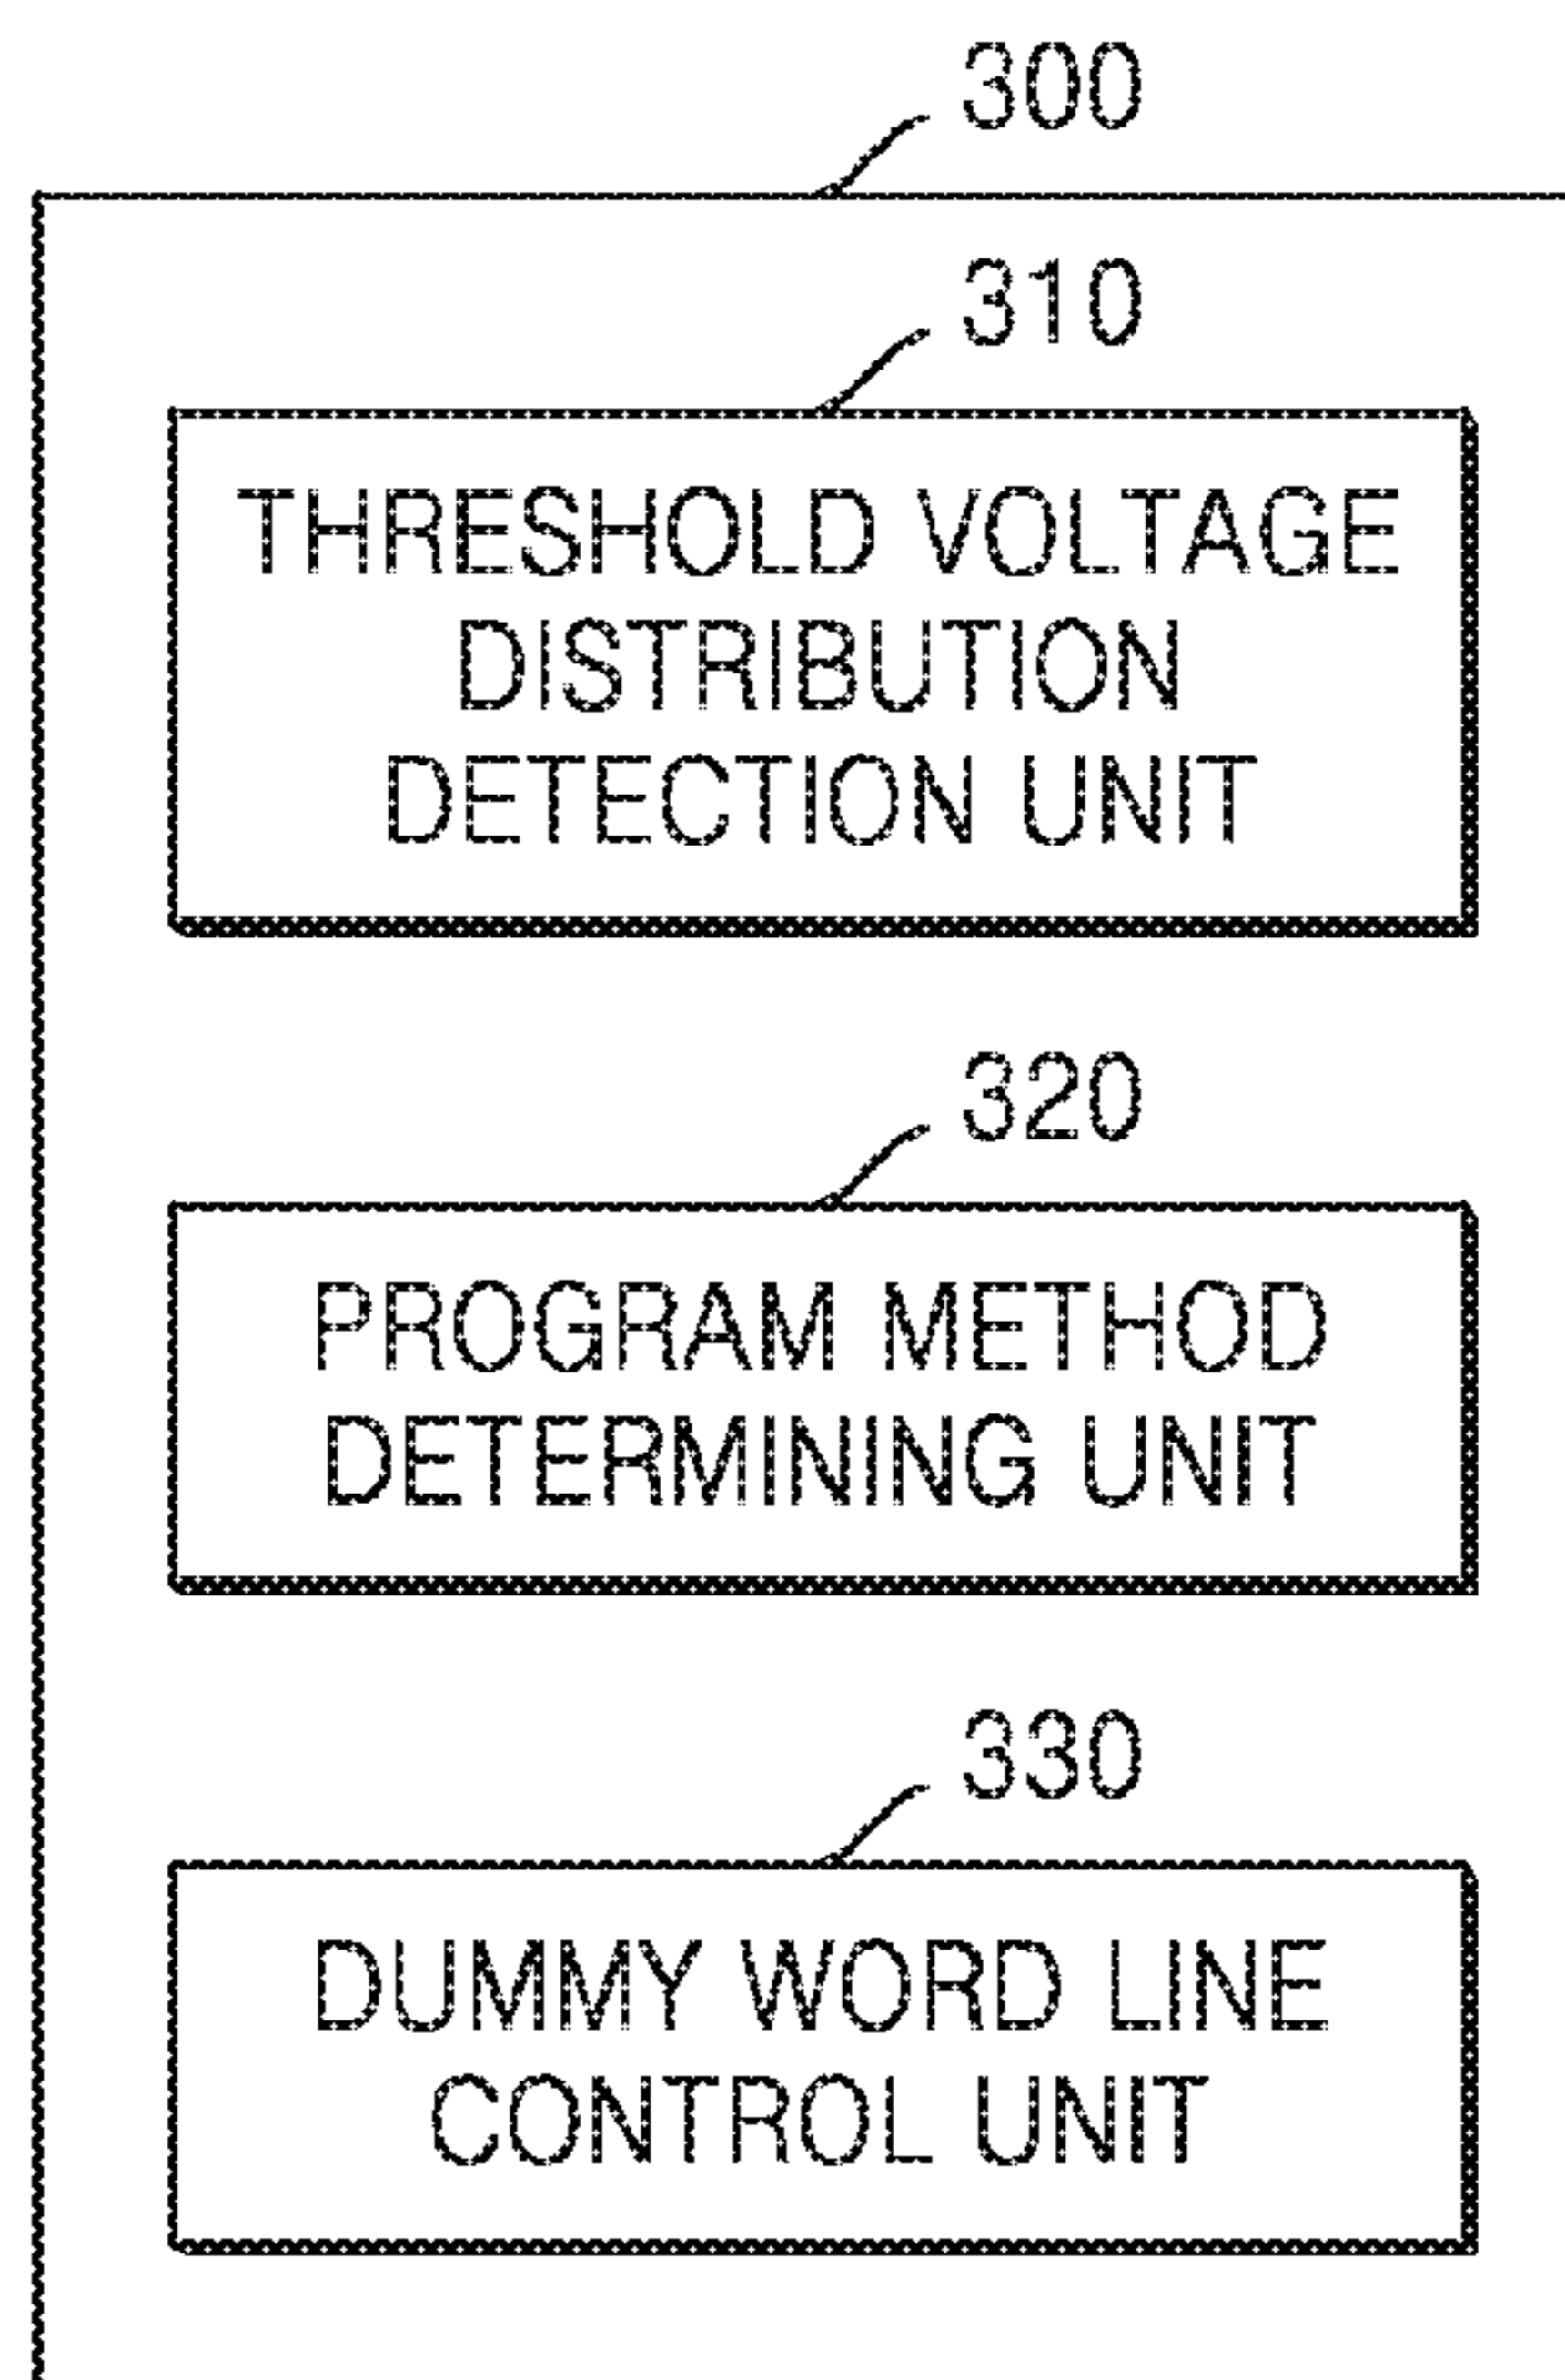 300
310
THRESHOLD VOLTAGE
DISTRIBUTION
DETECTION UNIT
320
PROGRAM METHOD
DETERMINING UNIT
330
DUMMY WORD LINE
CONTROL UNIT